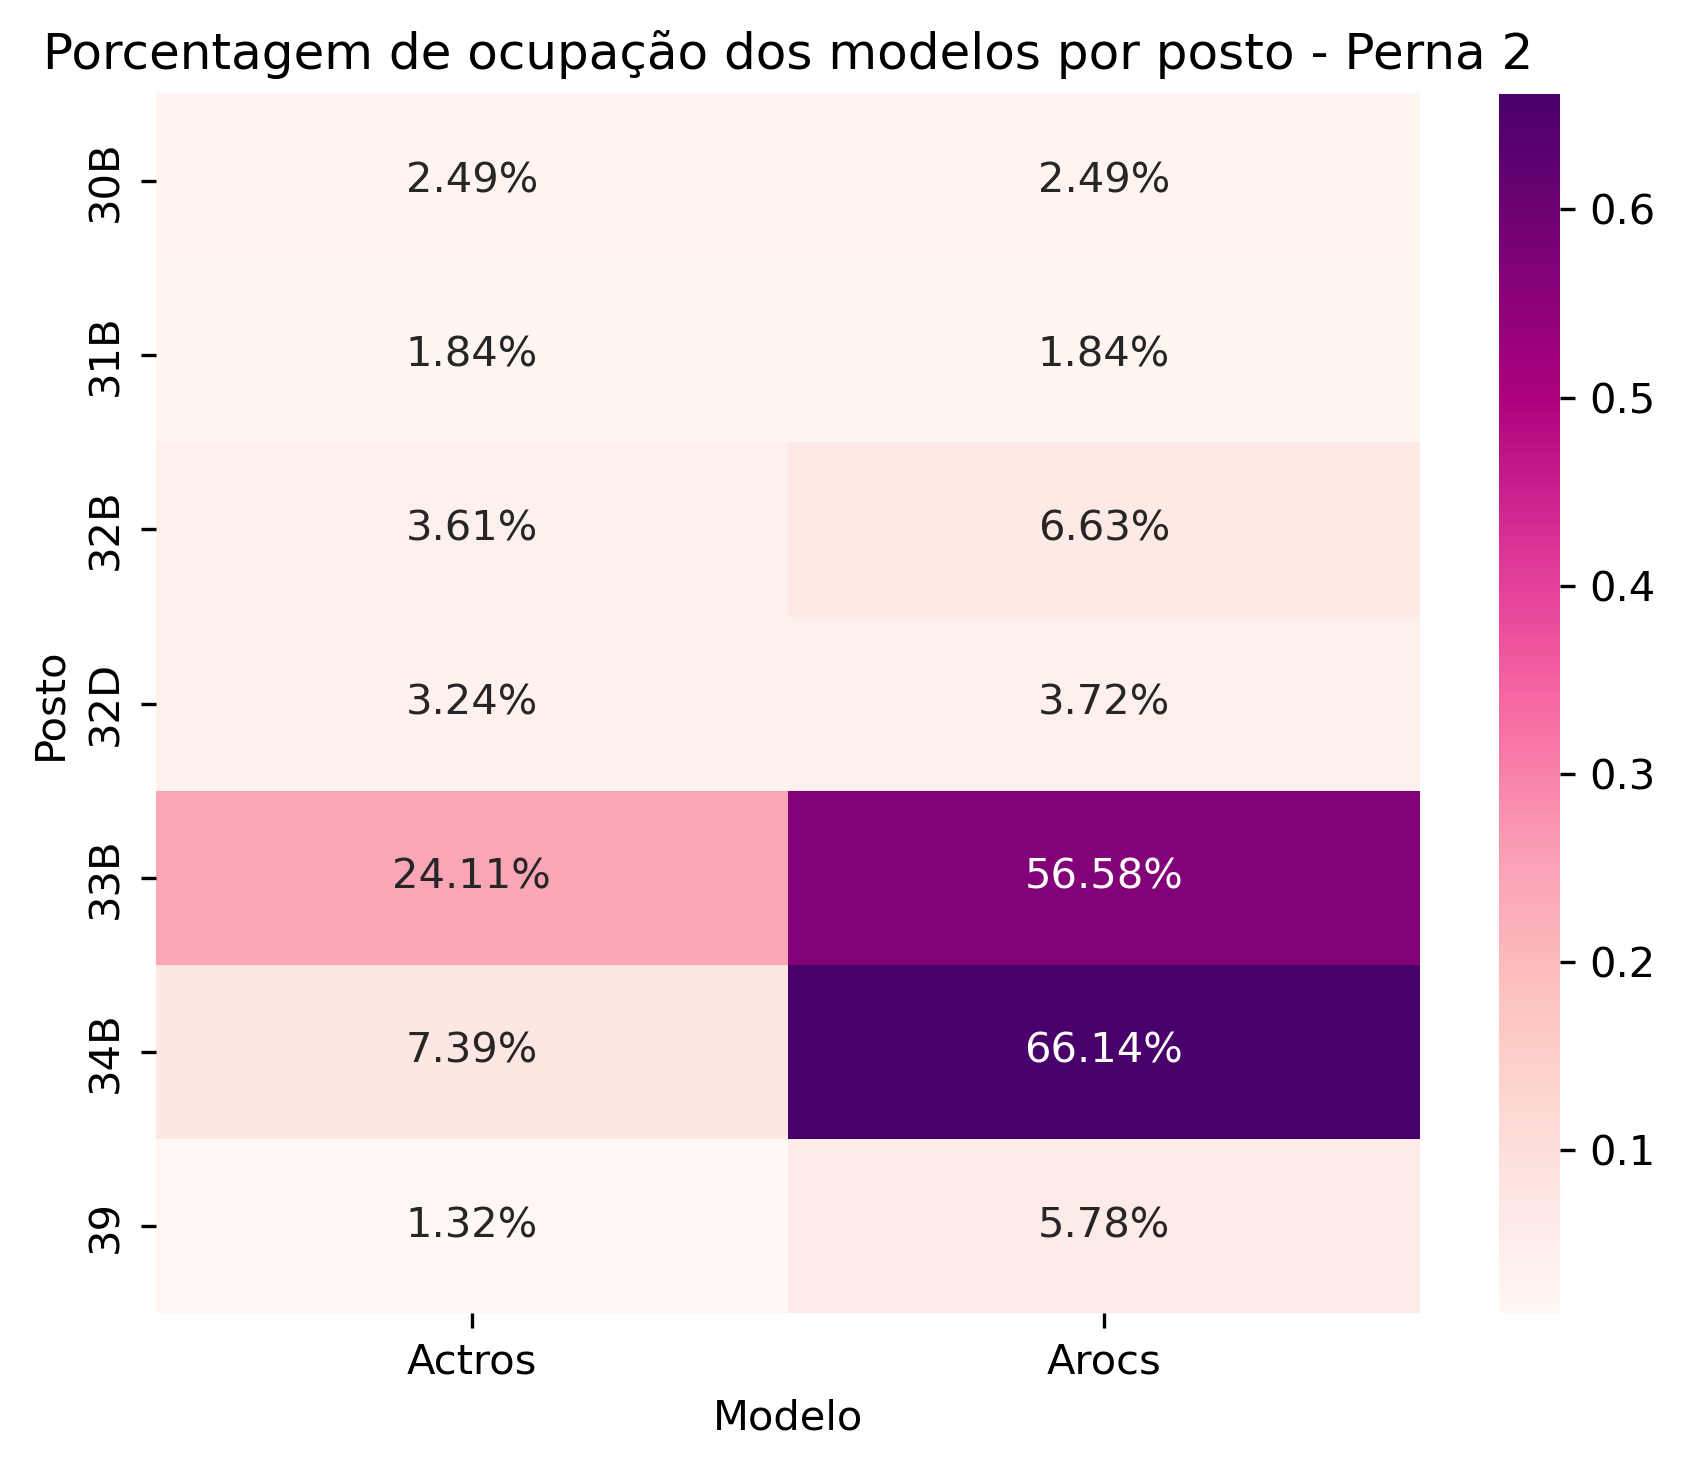 Porcentagem de ocupação dos modelos por posto - Perna 2
Posto
30B
2.49%
2.49%
31B
1.84%
1.84%
32B
3.61%
6.63%
32D
3.24%
3.72%
33B
24.11%
56.58%
34B
7.39%
66.14%
39
1.32%
5.78%
Actros
Arocs
Modelo
0.6
0.5
0.4
0.3
0.2
0.1